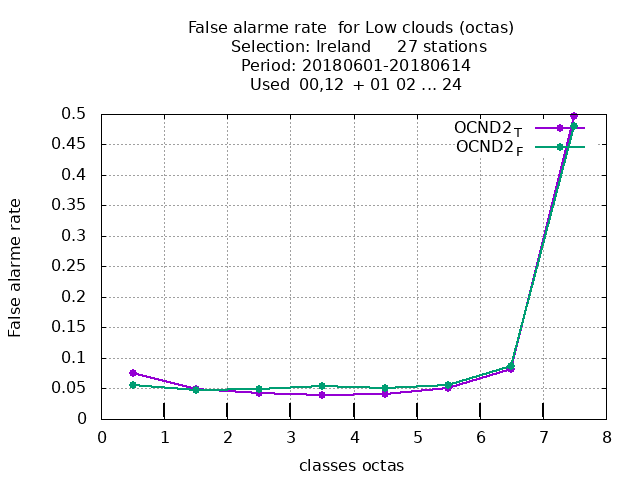 False alarme rate  for Low clouds (octas)
Selection: Ireland     27 stations
Period: 20180601-20180614
Used  00,12  + 01 02 ... 24
OCND2T
OCND2F
0.5
0.45
0.4
0.35
0.3
0.25
0.2
0.15
0.1
0.05
0
False alarme rate
0 1 2 3 4 5 6 7 8
classes octas